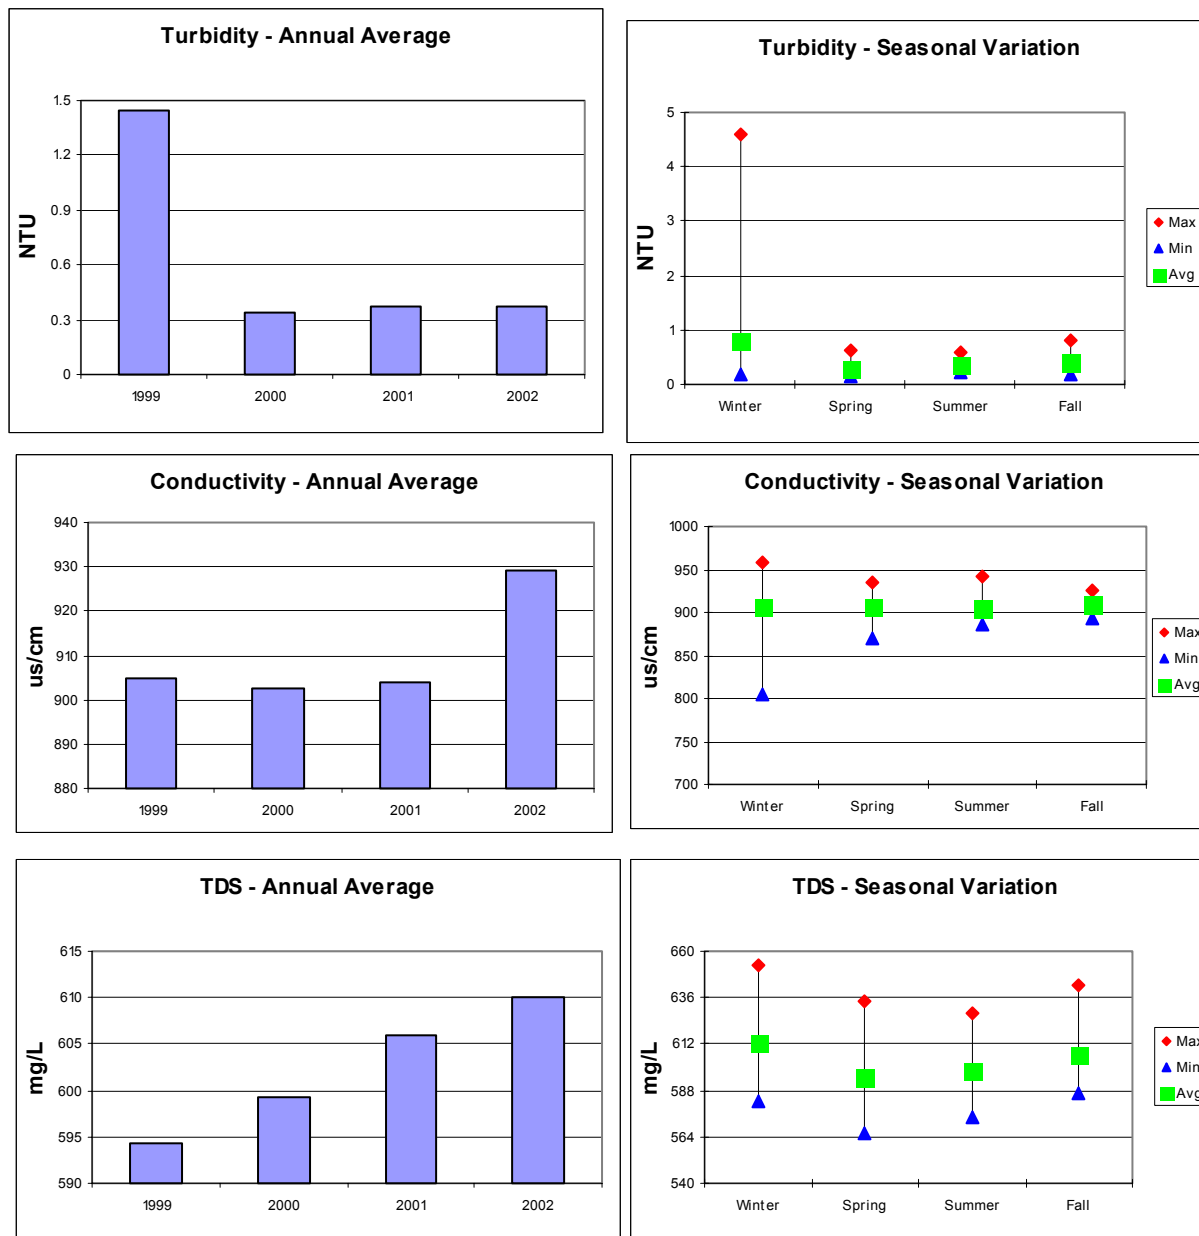 Turbidity - Annual Average
NTU
1.5
1.2
0.9
0.6
0.3
0
1999 2000 2001 2002
Turbidity - Seasonal Variation
NTU
5
4
3
2
1
0
Winter Spring Summer Fall
Max
Min
Avg
Conductivity - Annual Average
us/cm
940
930
920
910
900
890
880
1999 2000 2001 2002
Conductivity - Seasonal Variation
us/cm
1000
950
900
850
800
750
700
Winter Spring Summer Fall
Max
Min
Avg
TDS - Annual Average
mg/L
615
610
605
600
595
590
1999 2000 2001 2002
TDS - Seasonal Variation
mg/L
660
636
612
588
564
540
Winter Spring Summer Fall
Max
Min
Avg